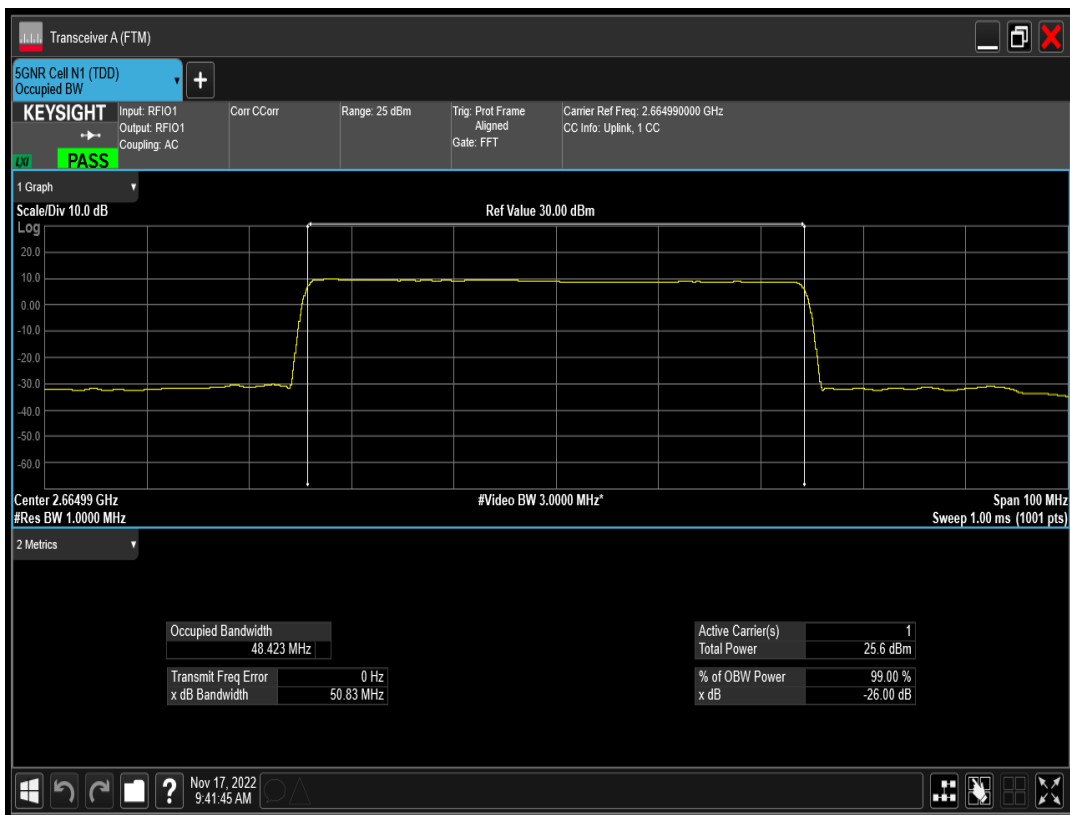 Transceiver A (FTM)
5GNR Cell N1 (TDD)
Occupied BW
+
KEYSIGHT
LXI
PASS
Input: RFIO1
Output: RFIO1
Coupling: AC
Corr CCorr
Range: 25 dBm
Trig: Prot Frame
Aligned
Gate: FFT
Carrier Ref Freq: 2.664990000 GHz
CC Info: Uplink, 1 CC
1 Graph
Scale/Div 10.0 dB
Ref Value 30.00 dBm
Log
20.0
10.0
0.00
-10.0
-20.0
-30.0
-40.0
-50.0
-60.0
Center 2.66499 GHz
#Video BW 3.0000 MHz*
Span 100 MHz
#Res BW 1.0000 MHz
Sweep 1.00 ms (1001 pts)
2 Metrics
Occupied Bandwidth
48.423 MHz
Transmit Freq Error 0 Hz
x dB Bandwidth 50.83 MHz
Active Carrier(s) 1
Total Power 25.6 dBm
% of OBW Power 99.00 %
x dB -26.00 dB
?
Nov 17, 2022
9:41:45 AM